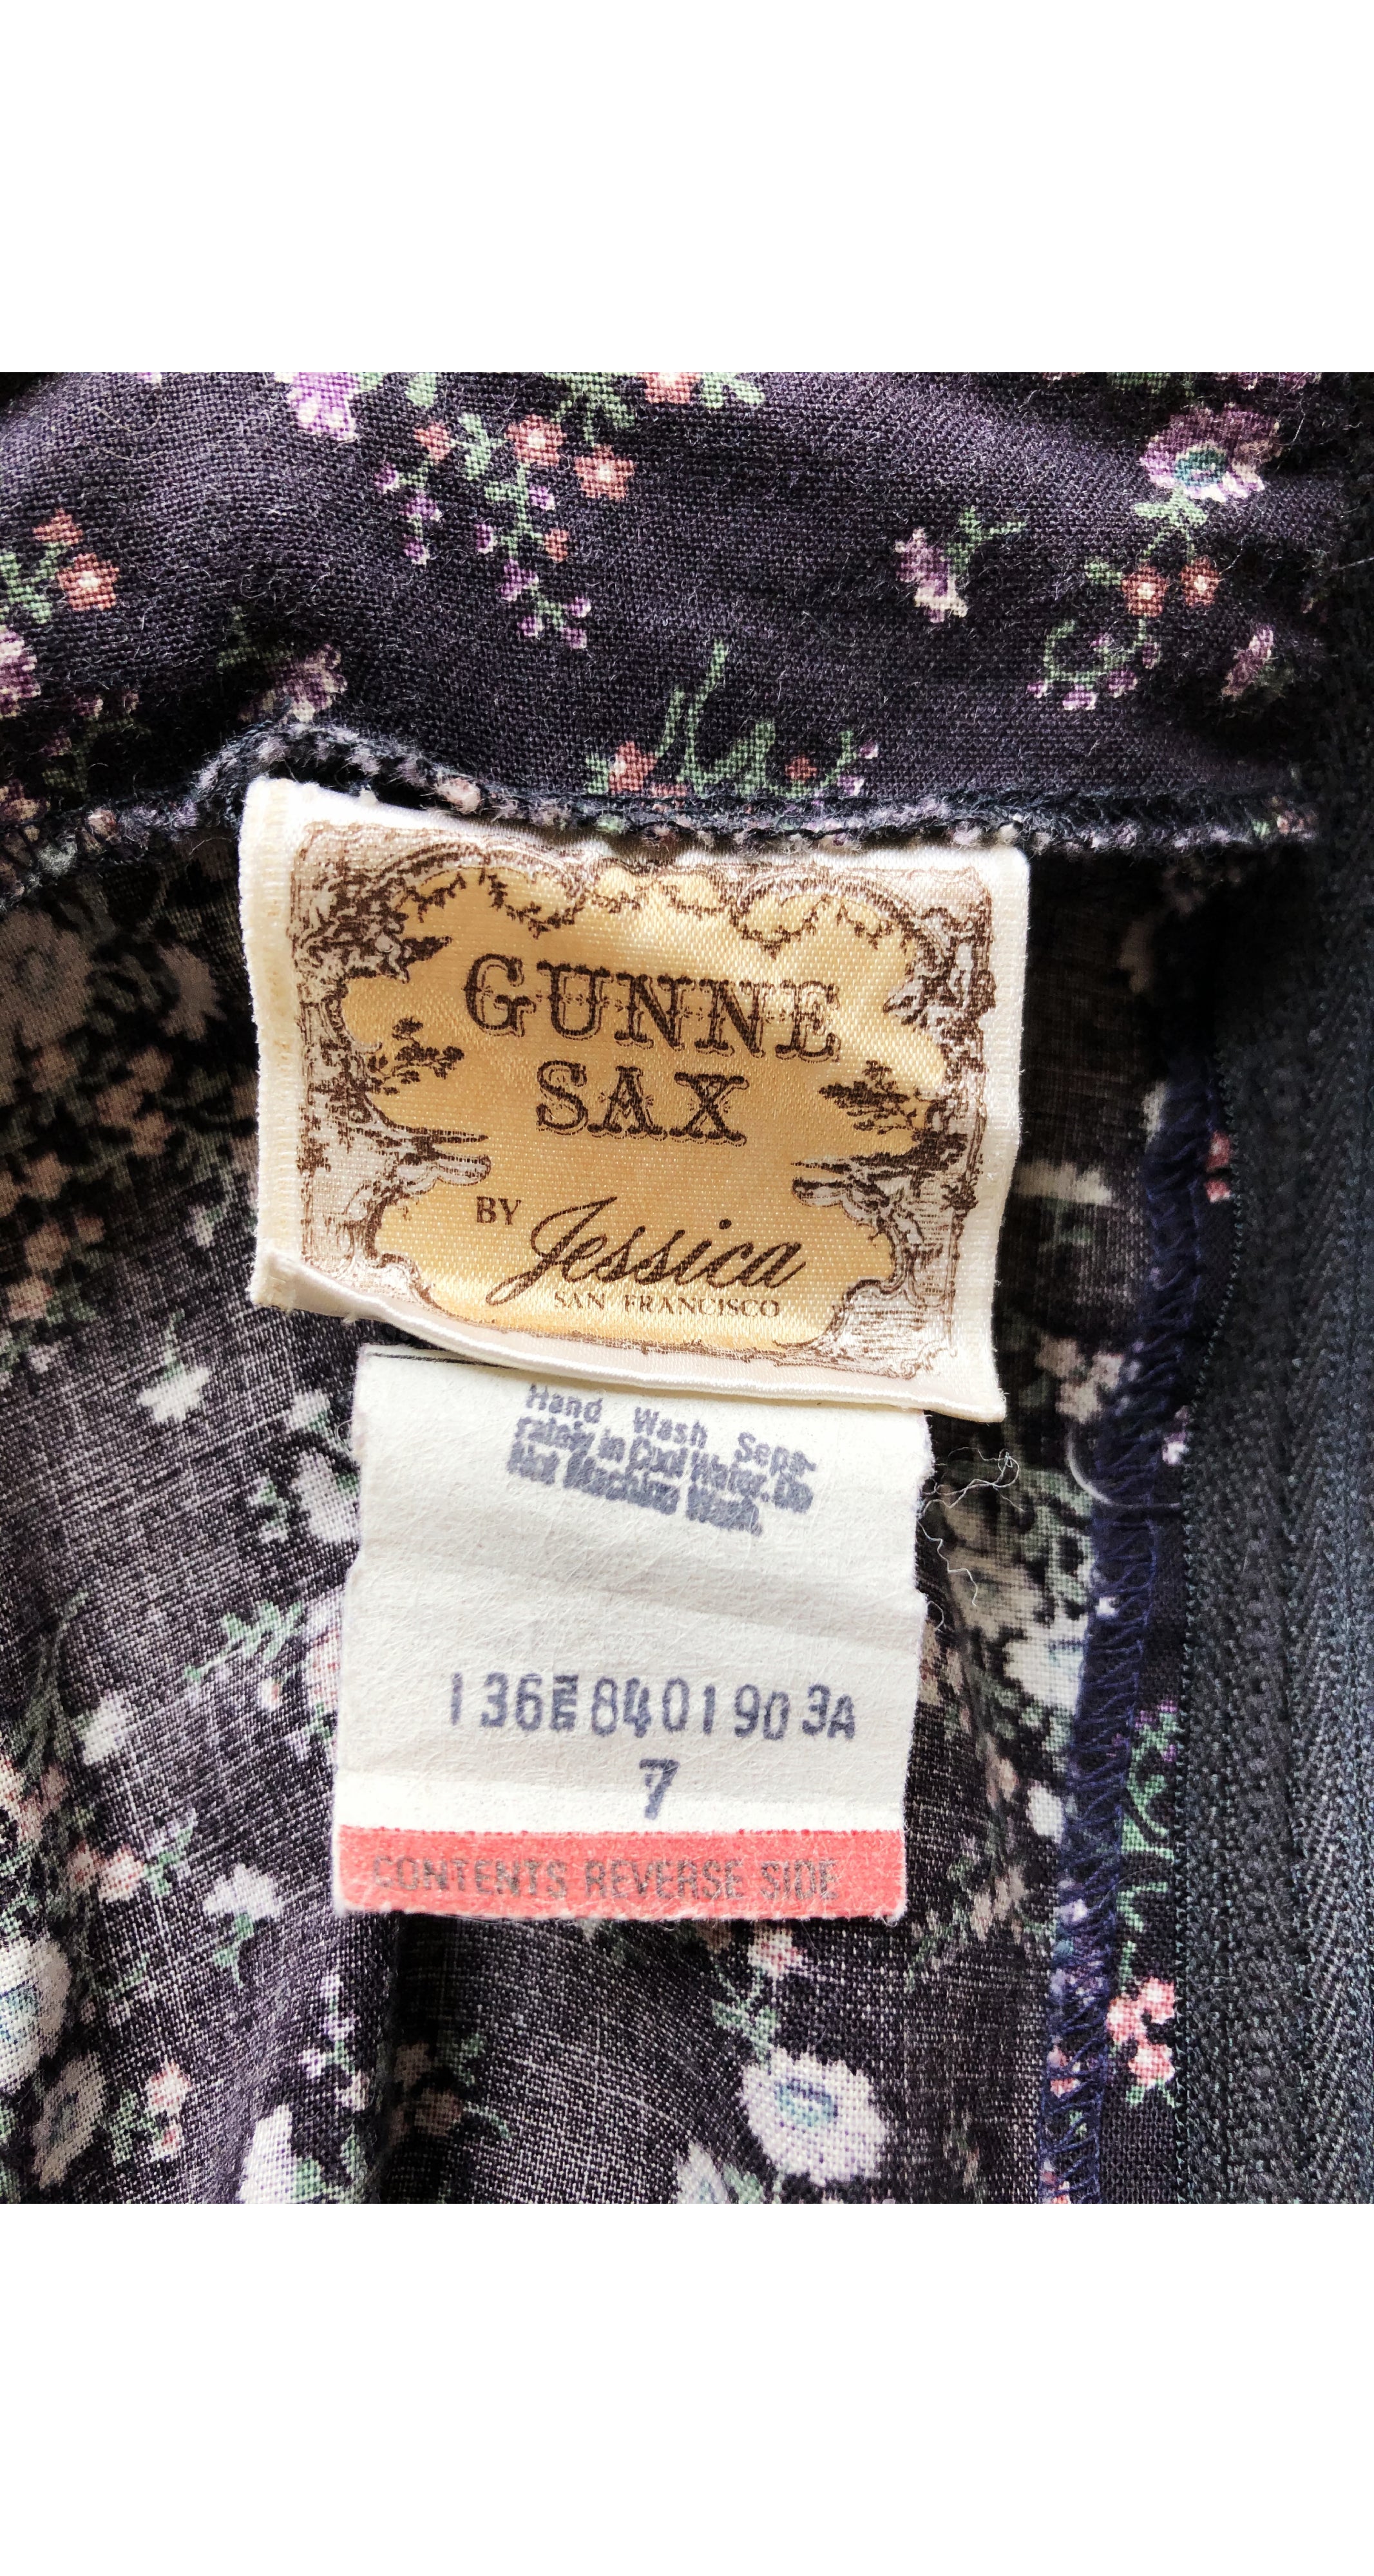 GUNNE
SAX
BY Jessica
SAN FRANCISCO
Hand Wash Sepa-
rately in Cool Water. Do
Not Machine Wash.
136E8401903A
7
CONTENTS REVERSE SIDE